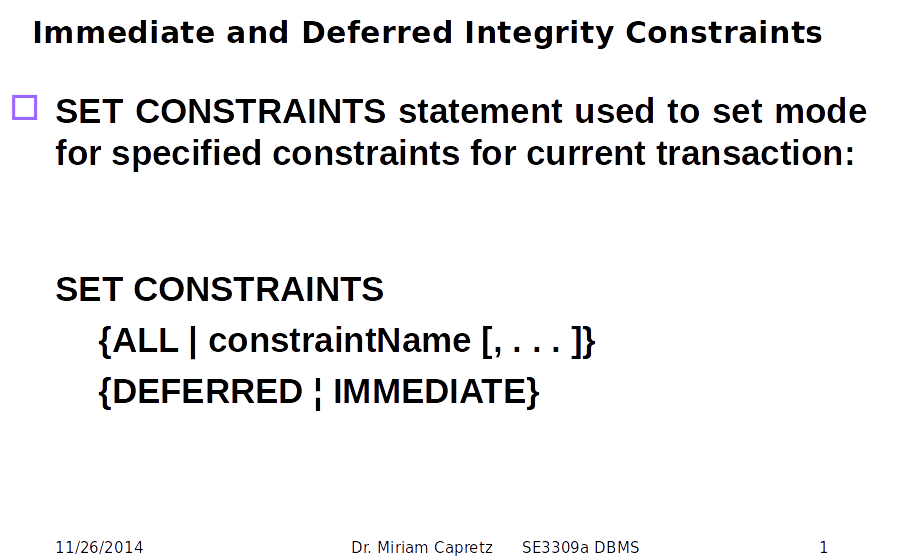 Immediate and Deferred Integrity Constraints
SET CONSTRAINTS statement used to set mode
for specified constraints for current transaction:
SET CONSTRAINTS
{ALL | constraintName [, . . . ]}
{DEFERRED ¦ IMMEDIATE}
11/26/2014 Dr. Miriam Capretz SE3309a DBMS 1